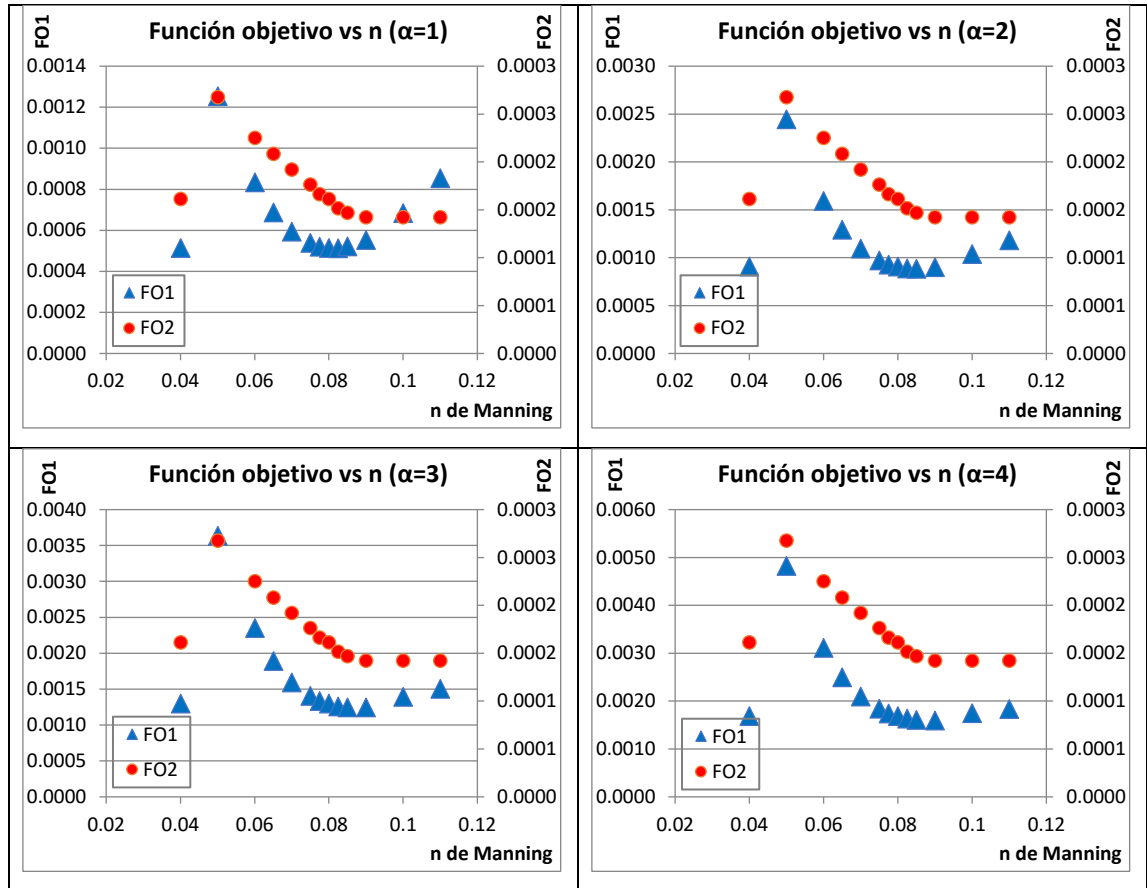 Función objetivo vs n (α=1)
FO1
FO2
0.0014 0.0003
0.0012 0.0003
0.0010 0.0002
0.0008 0.0002
0.0006 0.0001
0.0004 0.0001
0.0002 0.0000
0.0000
FO1
FO2
0.02 0.04 0.06 0.08 0.1 0.12
n de Manning
Función objetivo vs n (α=2)
FO1
FO2
0.0030 0.0003
0.0025 0.0003
0.0020 0.0002
0.0015 0.0002
0.0010 0.0001
0.0005 0.0001
0.0000 0.0000
FO1
FO2
0.02 0.04 0.06 0.08 0.1 0.12
n de Manning
Función objetivo vs n (α=3)
FO1
FO2
0.0040 0.0003
0.0035 0.0003
0.0030 0.0002
0.0025 0.0002
0.0020 0.0001
0.0015 0.0001
0.0010 0.0000
0.0005
0.0000
FO1
FO2
0.02 0.04 0.06 0.08 0.1 0.12
n de Manning
Función objetivo vs n (α=4)
FO1
FO2
0.0060 0.0003
0.0050 0.0003
0.0040 0.0002
0.0030 0.0002
0.0020 0.0001
0.0010 0.0001
0.0000 0.0000
FO1
FO2
0.02 0.04 0.06 0.08 0.1 0.12
n de Manning